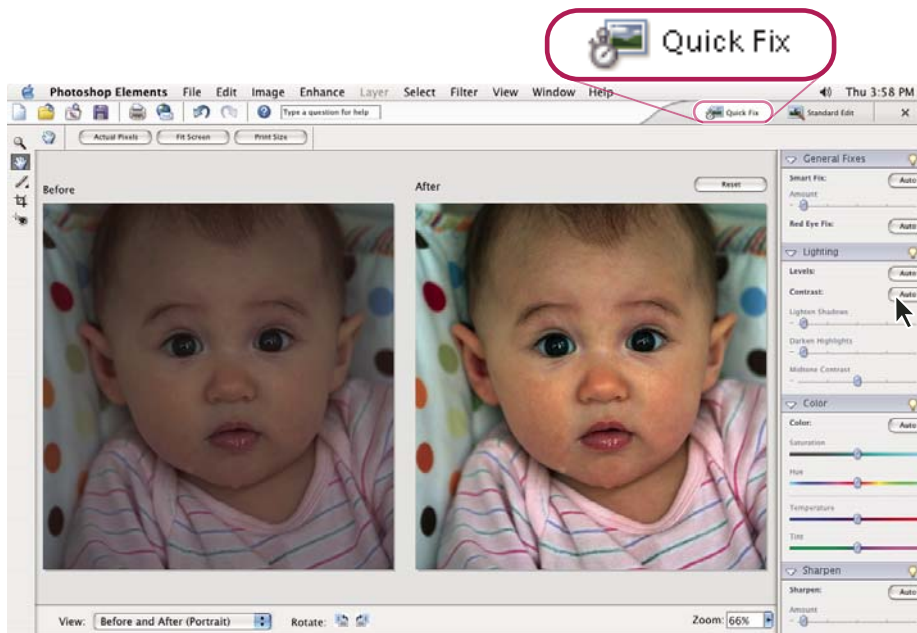 Quick Fix
Photoshop Elements File Edit Image Enhance Layer Select Filter View Window Help Thu 3:58 PM
Type a question for help Quick Fix Standard Edit
Actual Pixels Fit Screen Print Size
General Fixes
Before After Reset
Smart Fix: Auto
Amount
Red Eye Fix: Auto
Lighting
Levels: Auto
Contrast: Auto
Lighten Shadows
Darken Highlights
Midtone Contrast
Color
Color: Auto
Saturation
Hue
Temperature
Tint
Sharpen
Sharpen: Auto
Amount
View: Before and After (Portrait) Rotate: Zoom: 66%